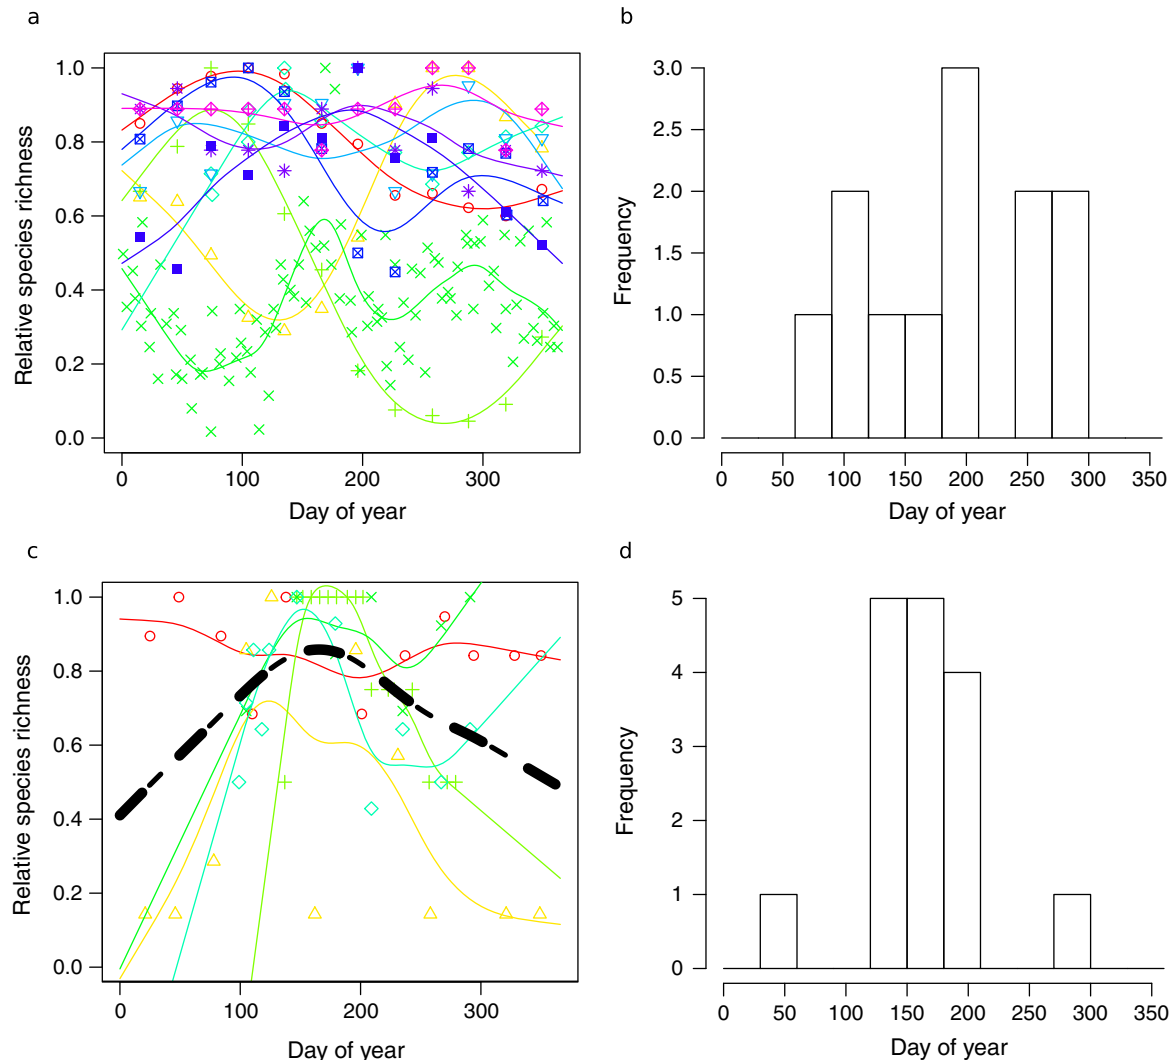 a
b
1.0
0.8
0.6
0.4
0.2
0.0
Relative species richness
0 100 200 300
Day of year
3.0
2.5
2.0
1.5
1.0
0.5
0.0
Frequency
0 50 100 150 200 250 300 350
Day of year
c
d
1.0
0.8
0.6
0.4
0.2
0.0
Relative species richness
0 100 200 300
Day of year
5
4
3
2
1
0
Frequency
0 50 100 150 200 250 300 350
Day of year